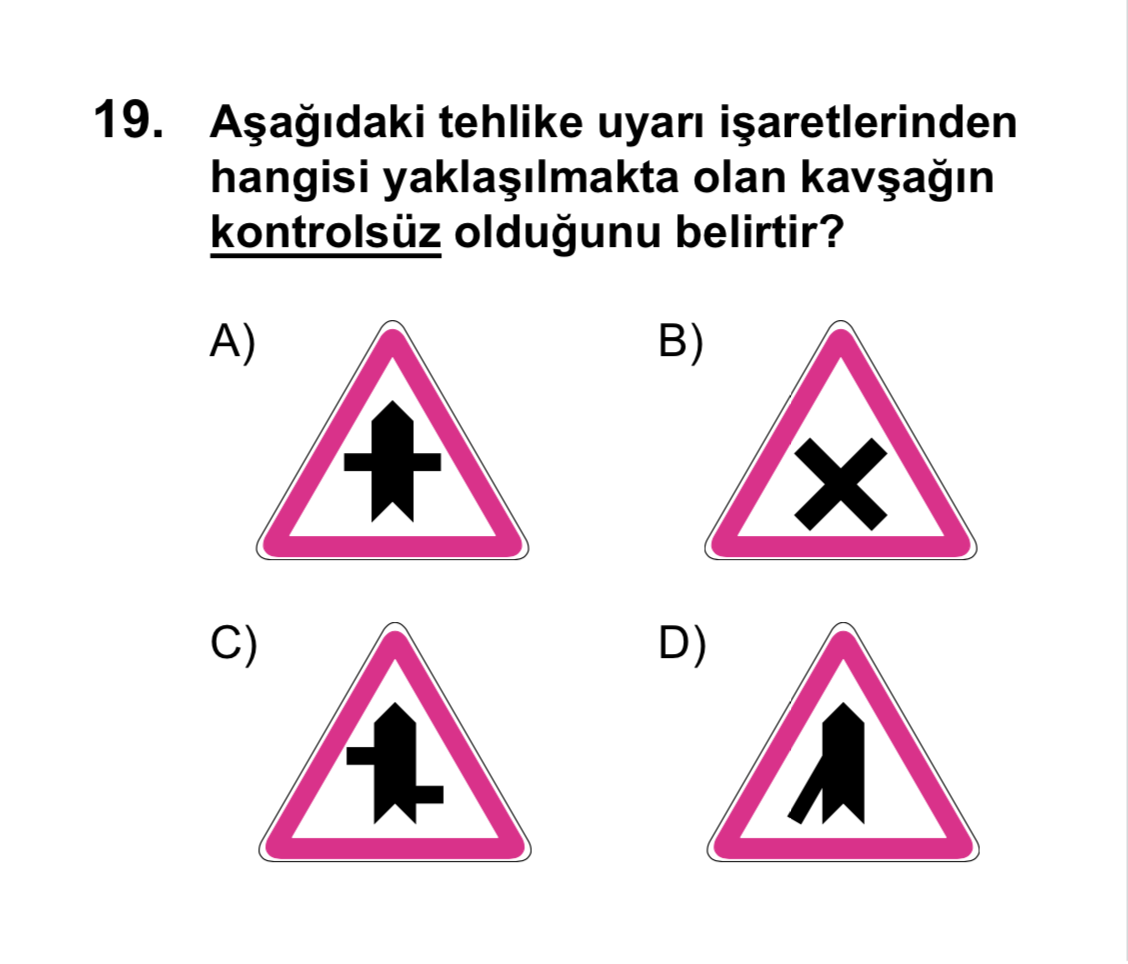 19. Aşağıdaki tehlike uyarı işaretlerinden
hangisi yaklaşılmakta olan kavşağın
kontrolsüz olduğunu belirtir?
A) B)
C) D)